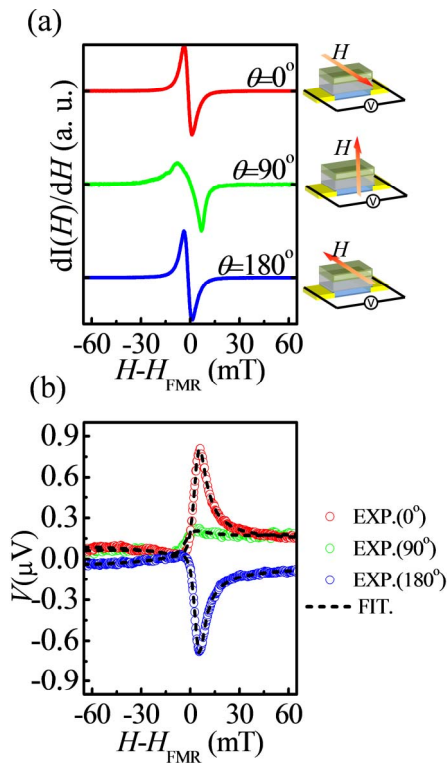 (a)
dI(H)/dH (a. u.)
θ=0°
θ=90°
θ=180°
H
V
H
V
H
V
-60 -30 0 30 60
H-H_FMR (mT)
(b)
V(μV)
0.9
0.6
0.3
0.0
-0.3
-0.6
-0.9
EXP.(0°)
EXP.(90°)
EXP.(180°)
FIT.
-60 -30 0 30 60
H-H_FMR (mT)